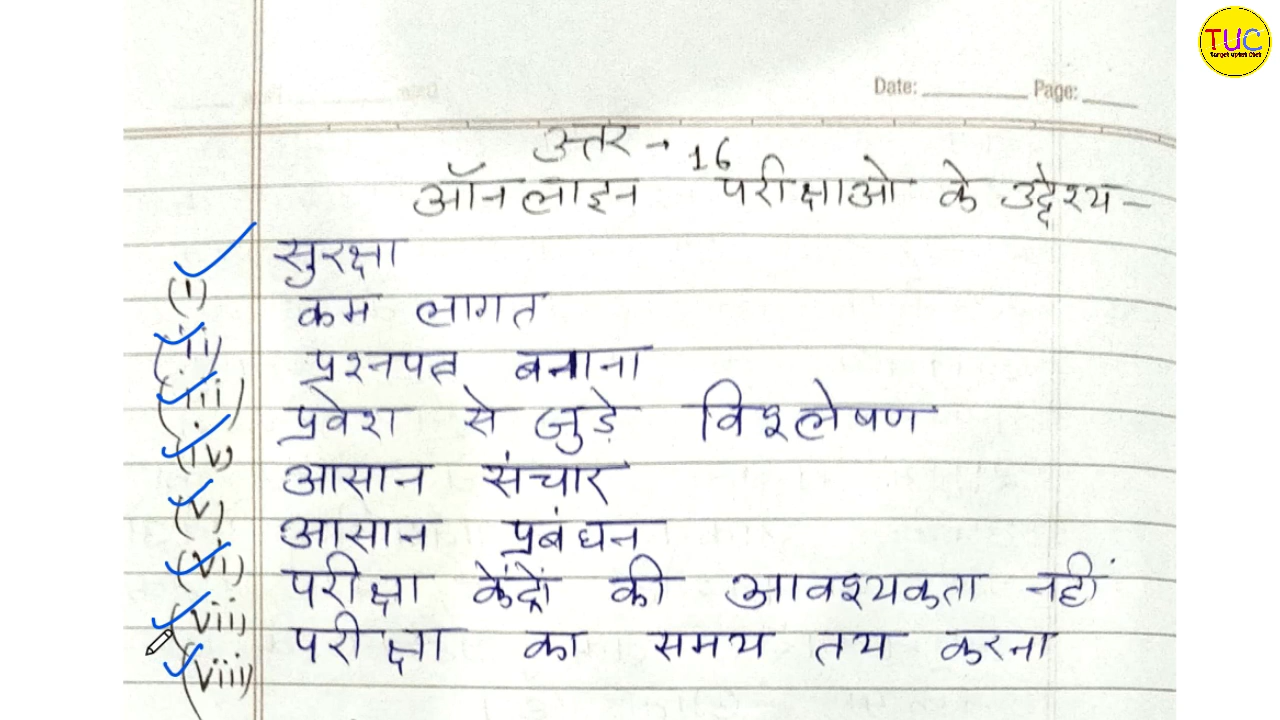 TUC
Date: Page:
उत्तर → 16
ऑनलाइन परीक्षाओ के उद्देश्य –
(i) सुरक्षा
(ii) कम लागत
(iii) प्रश्नपत्र बनाना
(iv) प्रवेश से जुड़े विश्लेषण
(v) आसान संचार
(vi) आसान प्रबंधन
(vii) परीक्षा केंद्रों की आवश्यकता नहीं
(viii) परीक्षा का समय तय करना